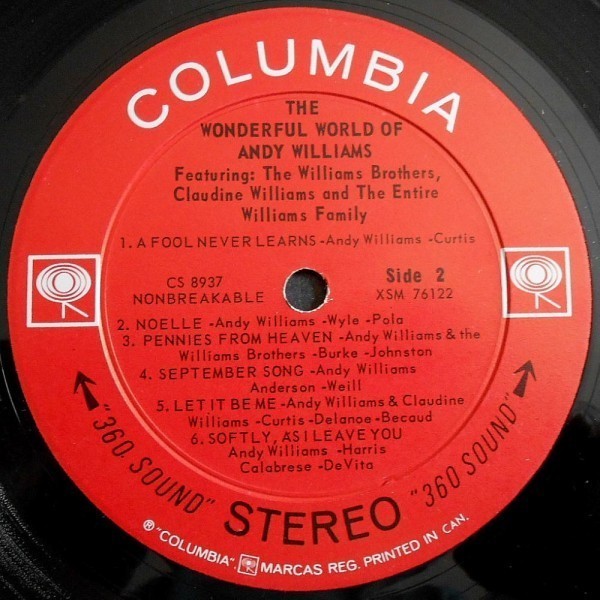 COLUMBIA
THE
WONDERFUL WORLD OF
ANDY WILLIAMS
Featuring: The Williams Brothers,
Claudine Williams and The Entire
Williams Family
1. A FOOL NEVER LEARNS -Andy Williams -Curtis
CS 8937
NONBREAKABLE
Side 2
XSM 76122
2. NOELLE -Andy Williams -Wyle -Pola
3. PENNIES FROM HEAVEN -Andy Williams & the
Williams Brothers -Burke -Johnston
4. SEPTEMBER SONG -Andy Williams
Anderson -Weill
5. LET IT BE ME -Andy Williams & Claudine
Williams -Curtis -Delanoe -Becaud
6. SOFTLY, AS I LEAVE YOU
Andy Williams -Harris
Calabrese -DeVita
"360 SOUND" STEREO "360 SOUND"
® "COLUMBIA", MARCAS REG. PRINTED IN CAN.